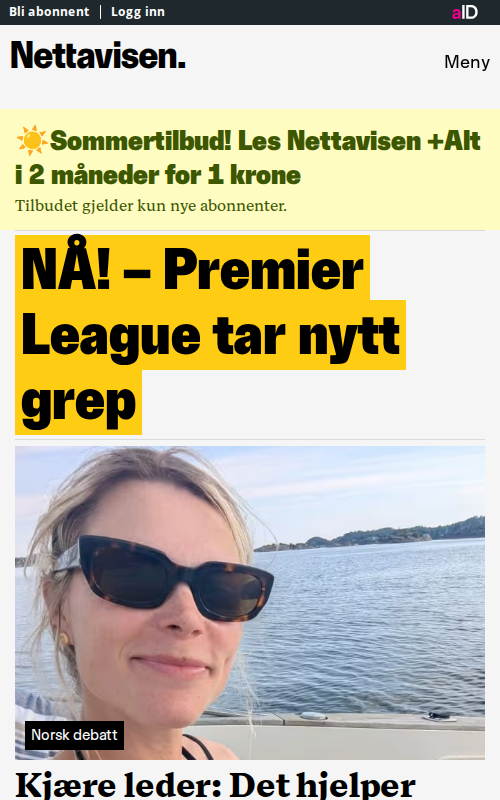 Bli abonnent | Logg inn
aID
Nettavisen.
Meny
☀️Sommertilbud! Les Nettavisen +Alt
i 2 måneder for 1 krone
Tilbudet gjelder kun nye abonnenter.
NÅ! – Premier
League tar nytt
grep
Norsk debatt
Kjære leder: Det hjelper